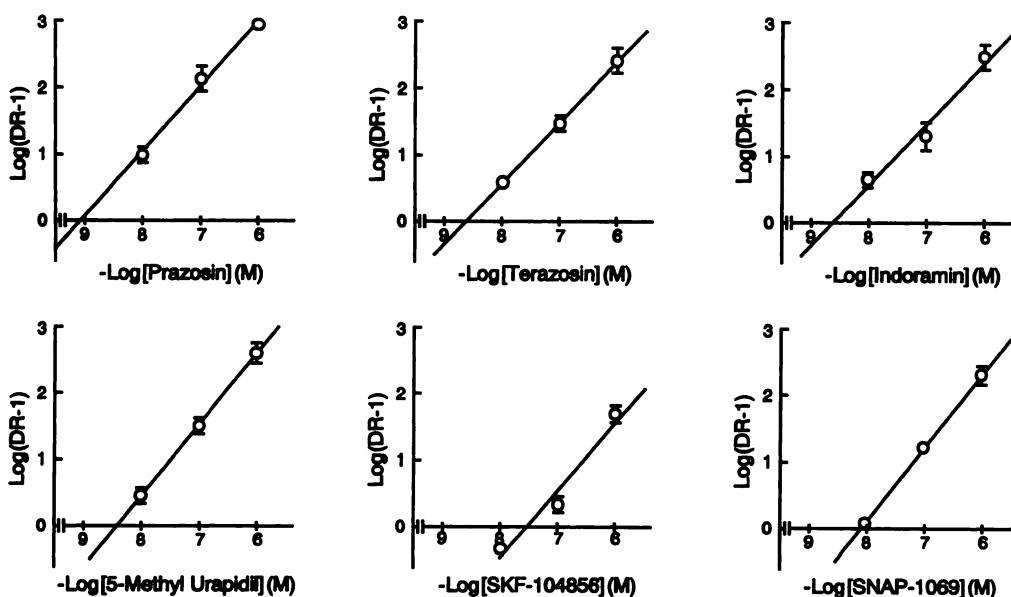 Log(DR-1)
3
2
1
0
9 8 7 6
-Log[Prazosin](M)
Log(DR-1)
3
2
1
0
9 8 7 6
-Log[Terazosin](M)
Log(DR-1)
3
2
1
0
9 8 7 6
-Log[Indoramin](M)
Log(DR-1)
3
2
1
0
9 8 7 6
-Log[5-Methyl Urapidil](M)
Log(DR-1)
3
2
1
0
9 8 7 6
-Log[SKF-104856](M)
Log(DR-1)
3
2
1
0
9 8 7 6
-Log[SNAP-1069](M)